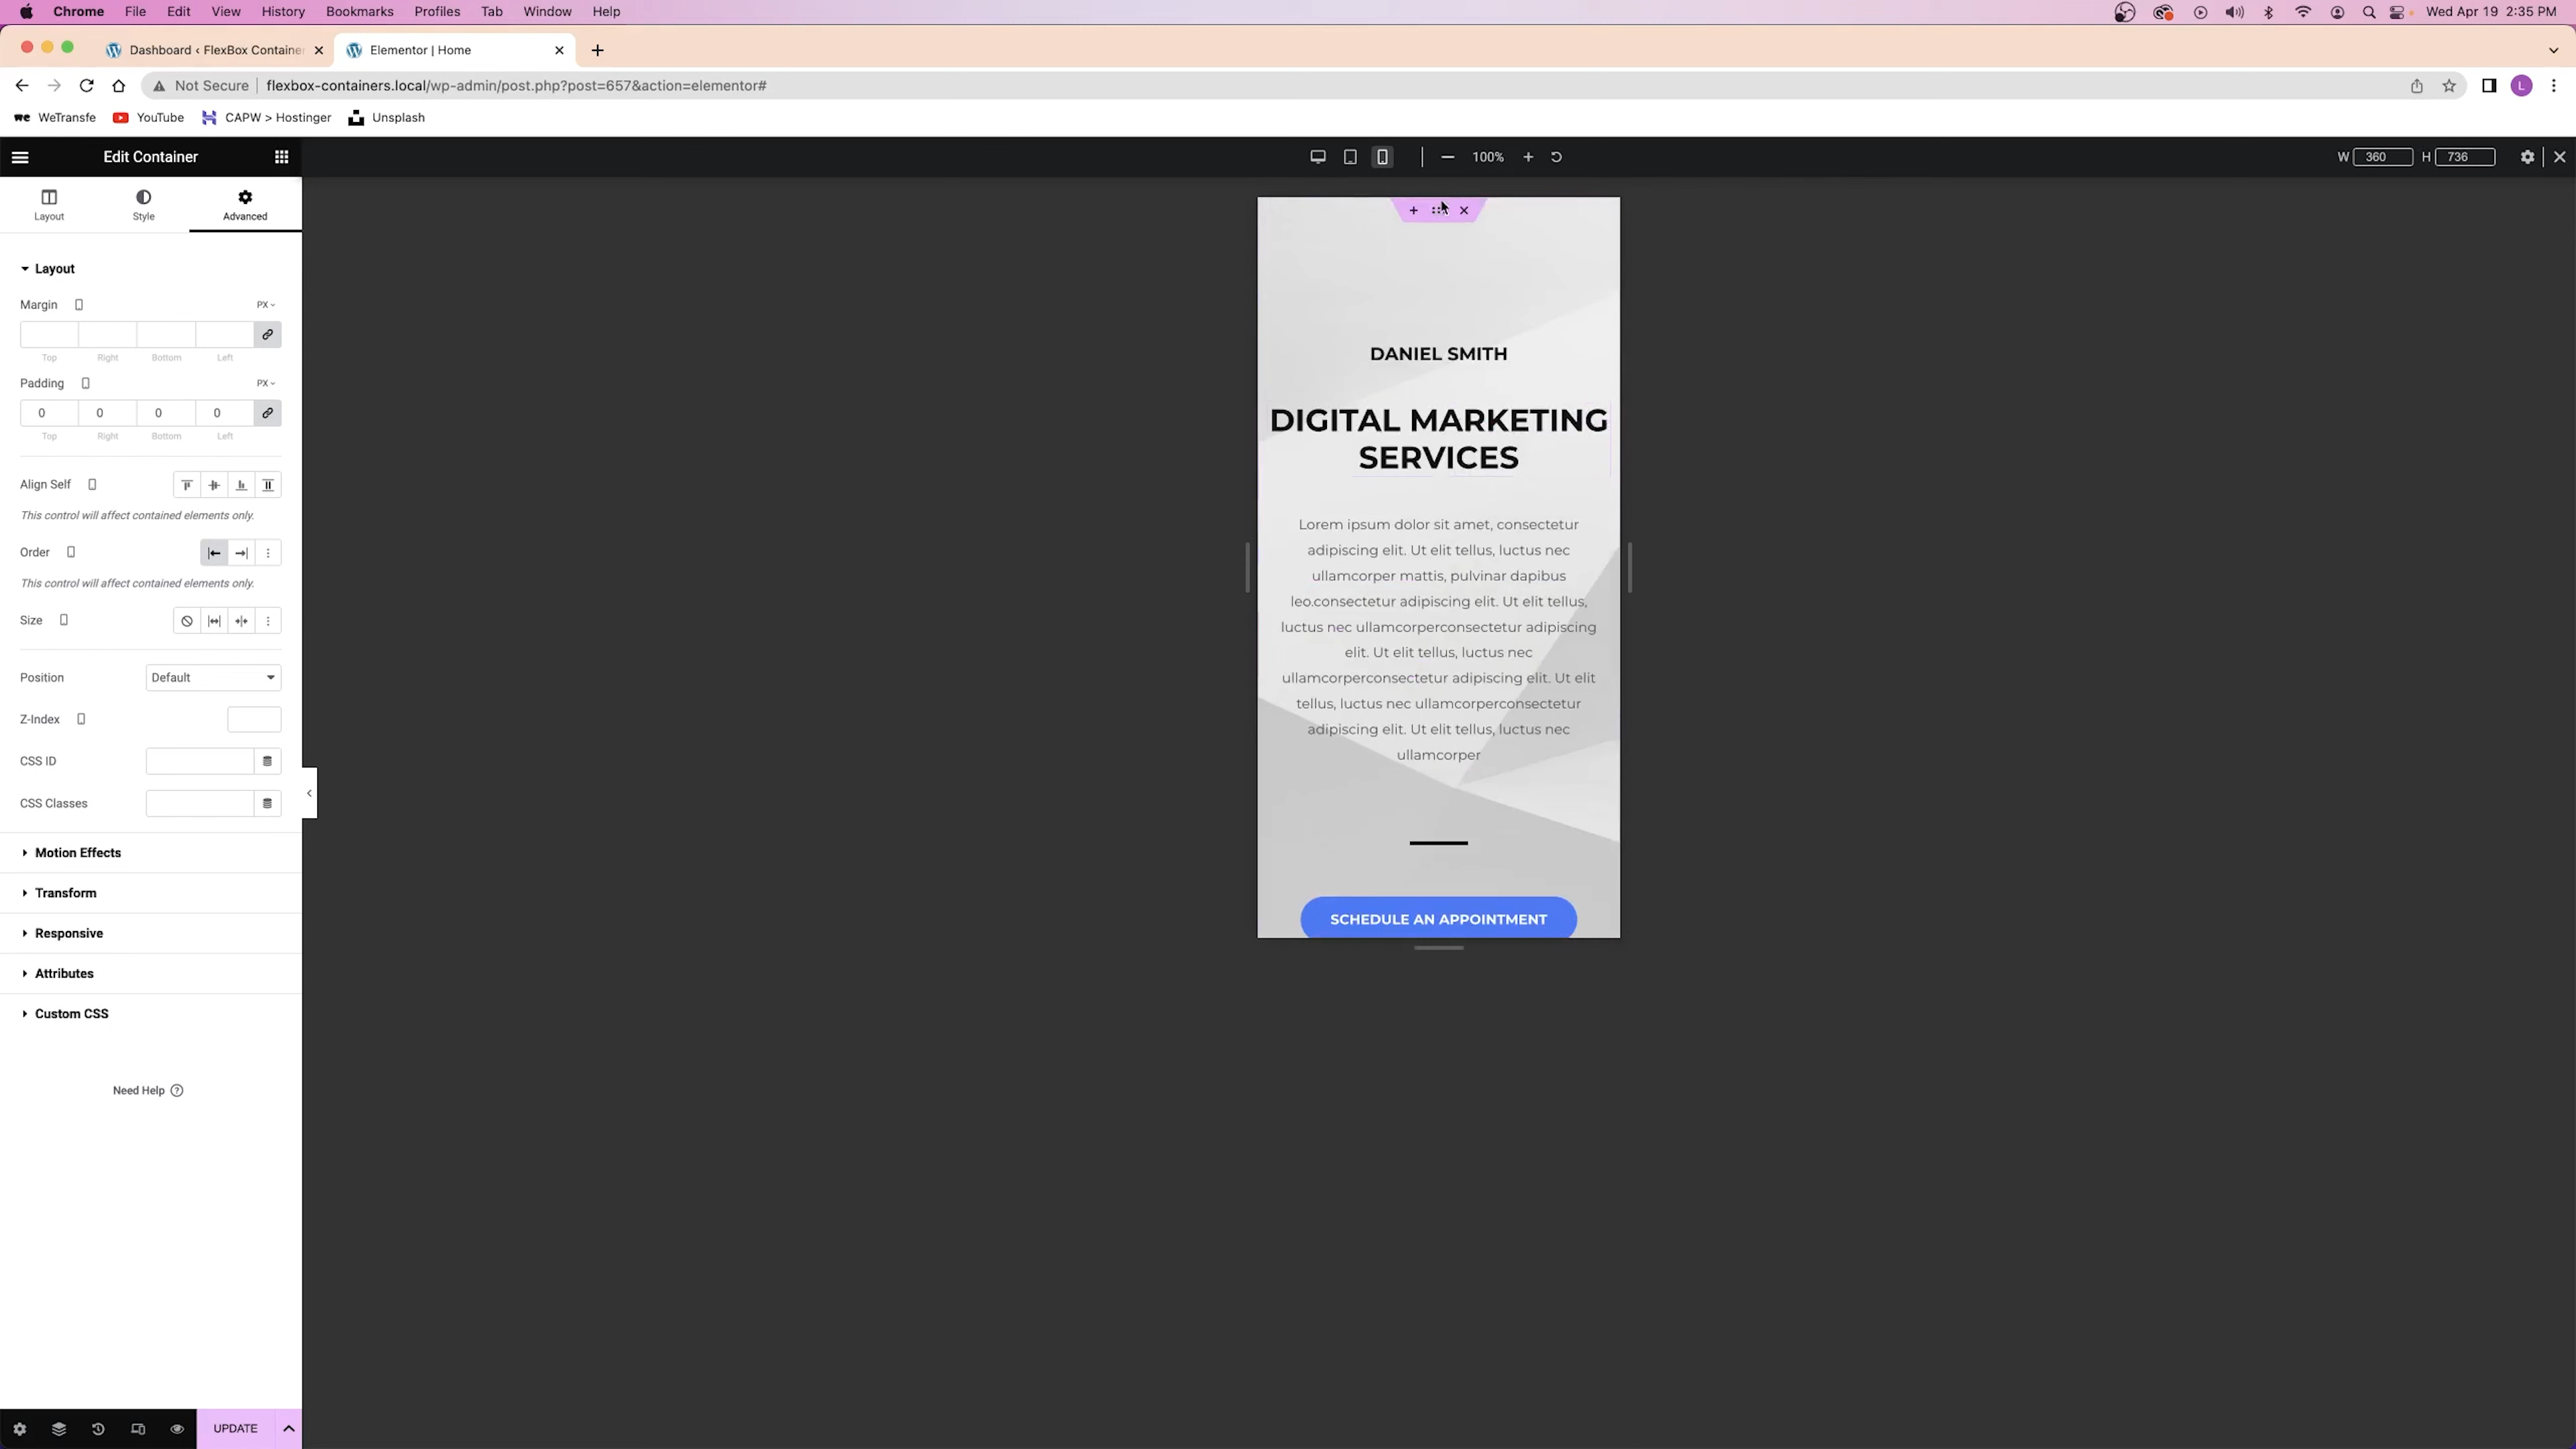 Chrome File Edit View History Bookmarks Profiles Tab Window Help Wed Apr 19 2:35 PM
Dashboard ‹ FlexBox Container Elementor | Home
Not Secure flexbox-containers.local/wp-admin/post.php?post=657&action=elementor#
we WeTransfe YouTube CAPW > Hostinger Unsplash
Edit Container 100% W 360 H 736
Layout Style Advanced
Layout
Margin PX
Top Right Bottom Left
Padding PX
0 0 0 0
Top Right Bottom Left
Align Self
This control will affect contained elements only.
Order
This control will affect contained elements only.
Size
Position Default
Z-Index
CSS ID
CSS Classes
Motion Effects
Transform
Responsive
Attributes
Custom CSS
Need Help ?
UPDATE
DANIEL SMITH
DIGITAL MARKETING
SERVICES
Lorem ipsum dolor sit amet, consectetur
adipiscing elit. Ut elit tellus, luctus nec
ullamcorper mattis, pulvinar dapibus
leo.consectetur adipiscing elit. Ut elit tellus,
luctus nec ullamcorperconsectetur adipiscing
elit. Ut elit tellus, luctus nec
ullamcorperconsectetur adipiscing elit. Ut elit
tellus, luctus nec ullamcorperconsectetur
adipiscing elit. Ut elit tellus, luctus nec
ullamcorper
SCHEDULE AN APPOINTMENT